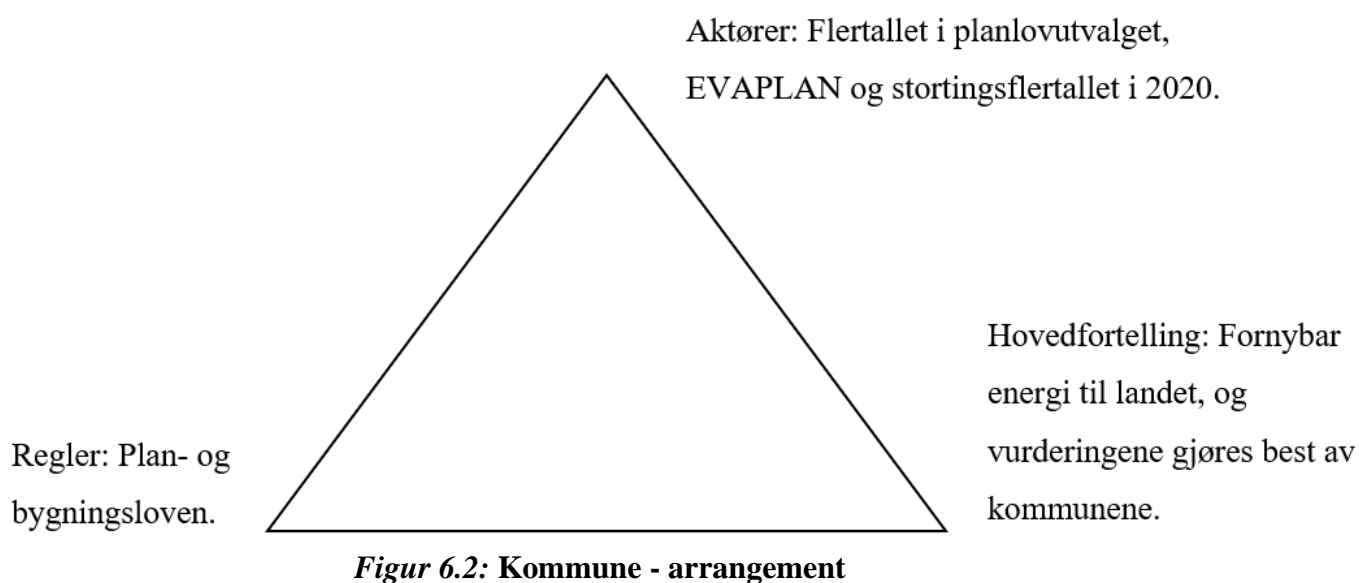 Aktører: Flertallet i planlovutvalget,
EVAPLAN og stortingsflertallet i 2020.
Hovedfortelling: Fornybar
energi til landet, og
vurderingene gjøres best av
kommunene.
Regler: Plan- og
bygningsloven.
Figur 6.2: Kommune - arrangement